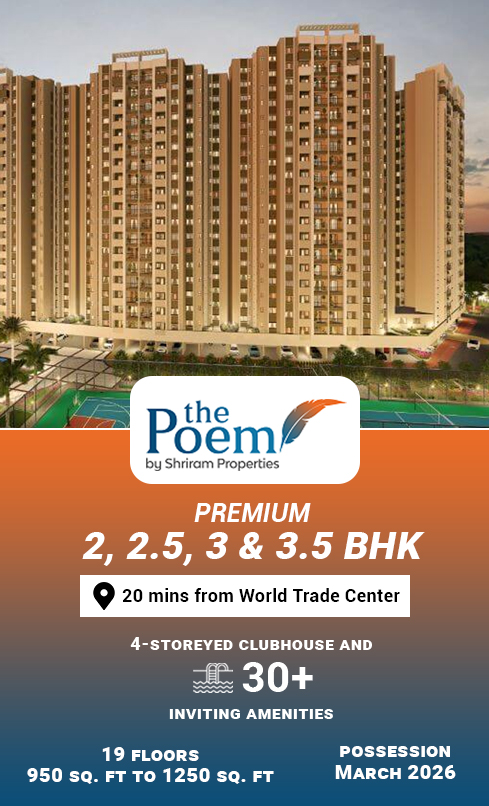 the
Poem
by Shriram Properties
PREMIUM
2, 2.5, 3 & 3.5 BHK
20 mins from World Trade Center
4-STOREYED CLUBHOUSE AND
30+
INVITING AMENITIES
19 FLOORS
950 SQ. FT TO 1250 SQ. FT
POSSESSION
MARCH 2026